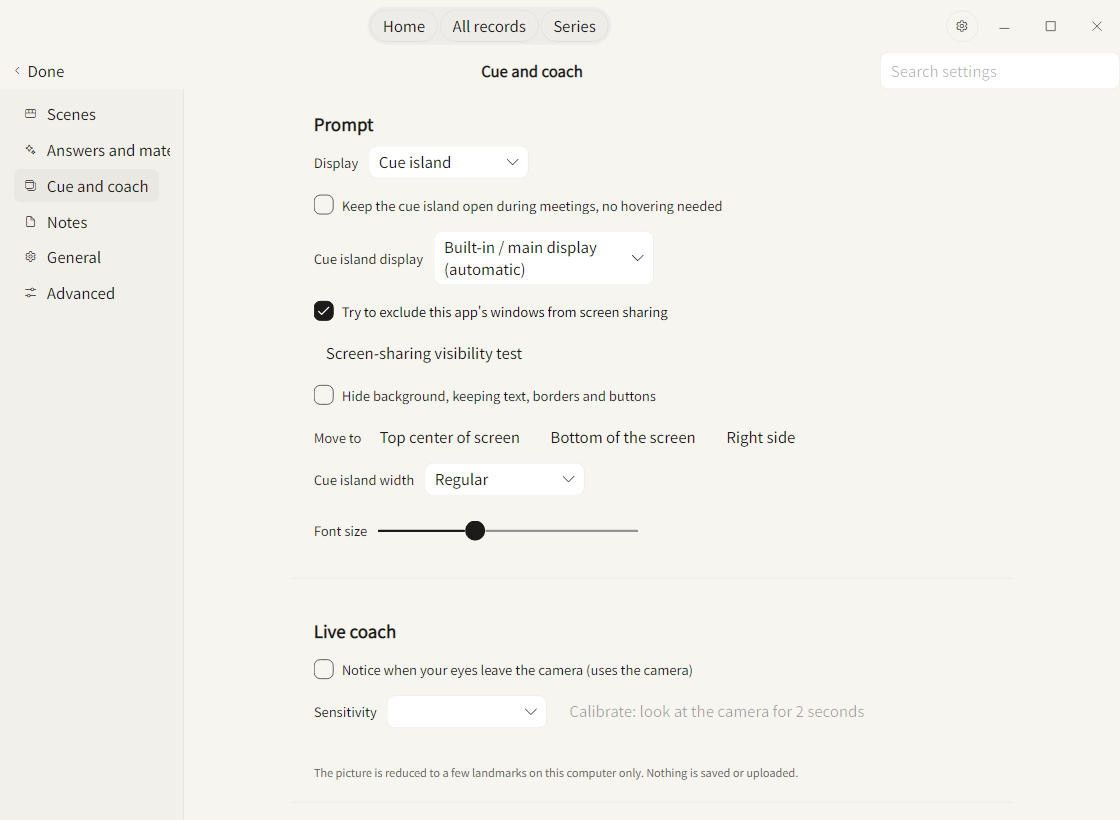 Home
All records
Series
Done
Cue and coach
Search settings
Scenes
Answers and mate
Cue and coach
Notes
General
Advanced
Prompt
Display
Cue island
Keep the cue island open during meetings, no hovering needed
Cue island display
Built-in / main display
(automatic)
Try to exclude this app's windows from screen sharing
Screen-sharing visibility test
Hide background, keeping text, borders and buttons
Move to
Top center of screen
Bottom of the screen
Right side
Cue island width
Regular
Font size
Live coach
Notice when your eyes leave the camera (uses the camera)
Sensitivity
Calibrate: look at the camera for 2 seconds
The picture is reduced to a few landmarks on this computer only. Nothing is saved or uploaded.